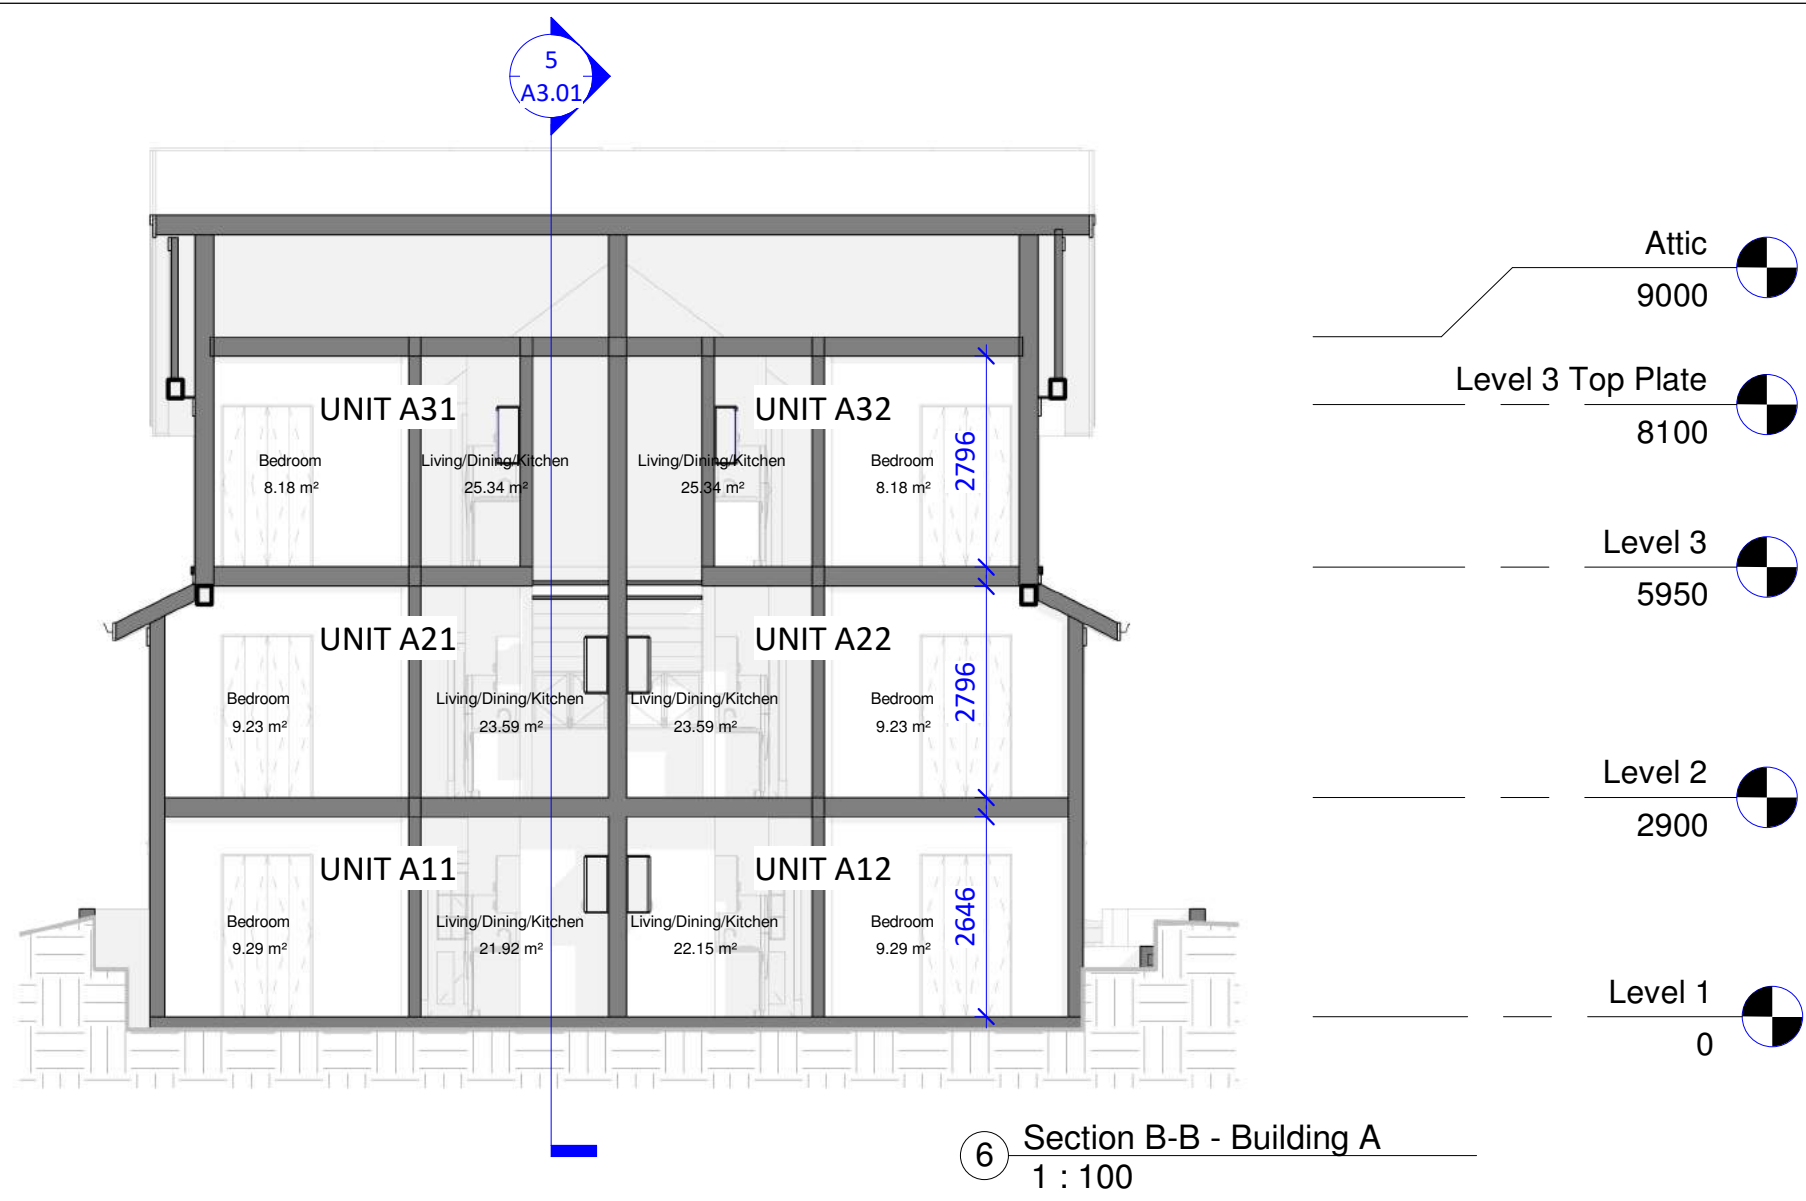 5
A3.01
Attic
9000
Level 3 Top Plate
8100
UNIT A31
UNIT A32
Bedroom
8.18 m²
Living/Dining/Kitchen
25.34 m²
Living/Dining/Kitchen
25.34 m²
Bedroom
8.18 m²
2796
Level 3
5950
UNIT A21
UNIT A22
Bedroom
9.23 m²
Living/Dining/Kitchen
23.59 m²
Living/Dining/Kitchen
23.59 m²
Bedroom
9.23 m²
2796
Level 2
2900
UNIT A11
UNIT A12
Bedroom
9.29 m²
Living/Dining/Kitchen
21.92 m²
Living/Dining/Kitchen
22.15 m²
Bedroom
9.29 m²
2646
Level 1
0
6
Section B-B - Building A
1 : 100